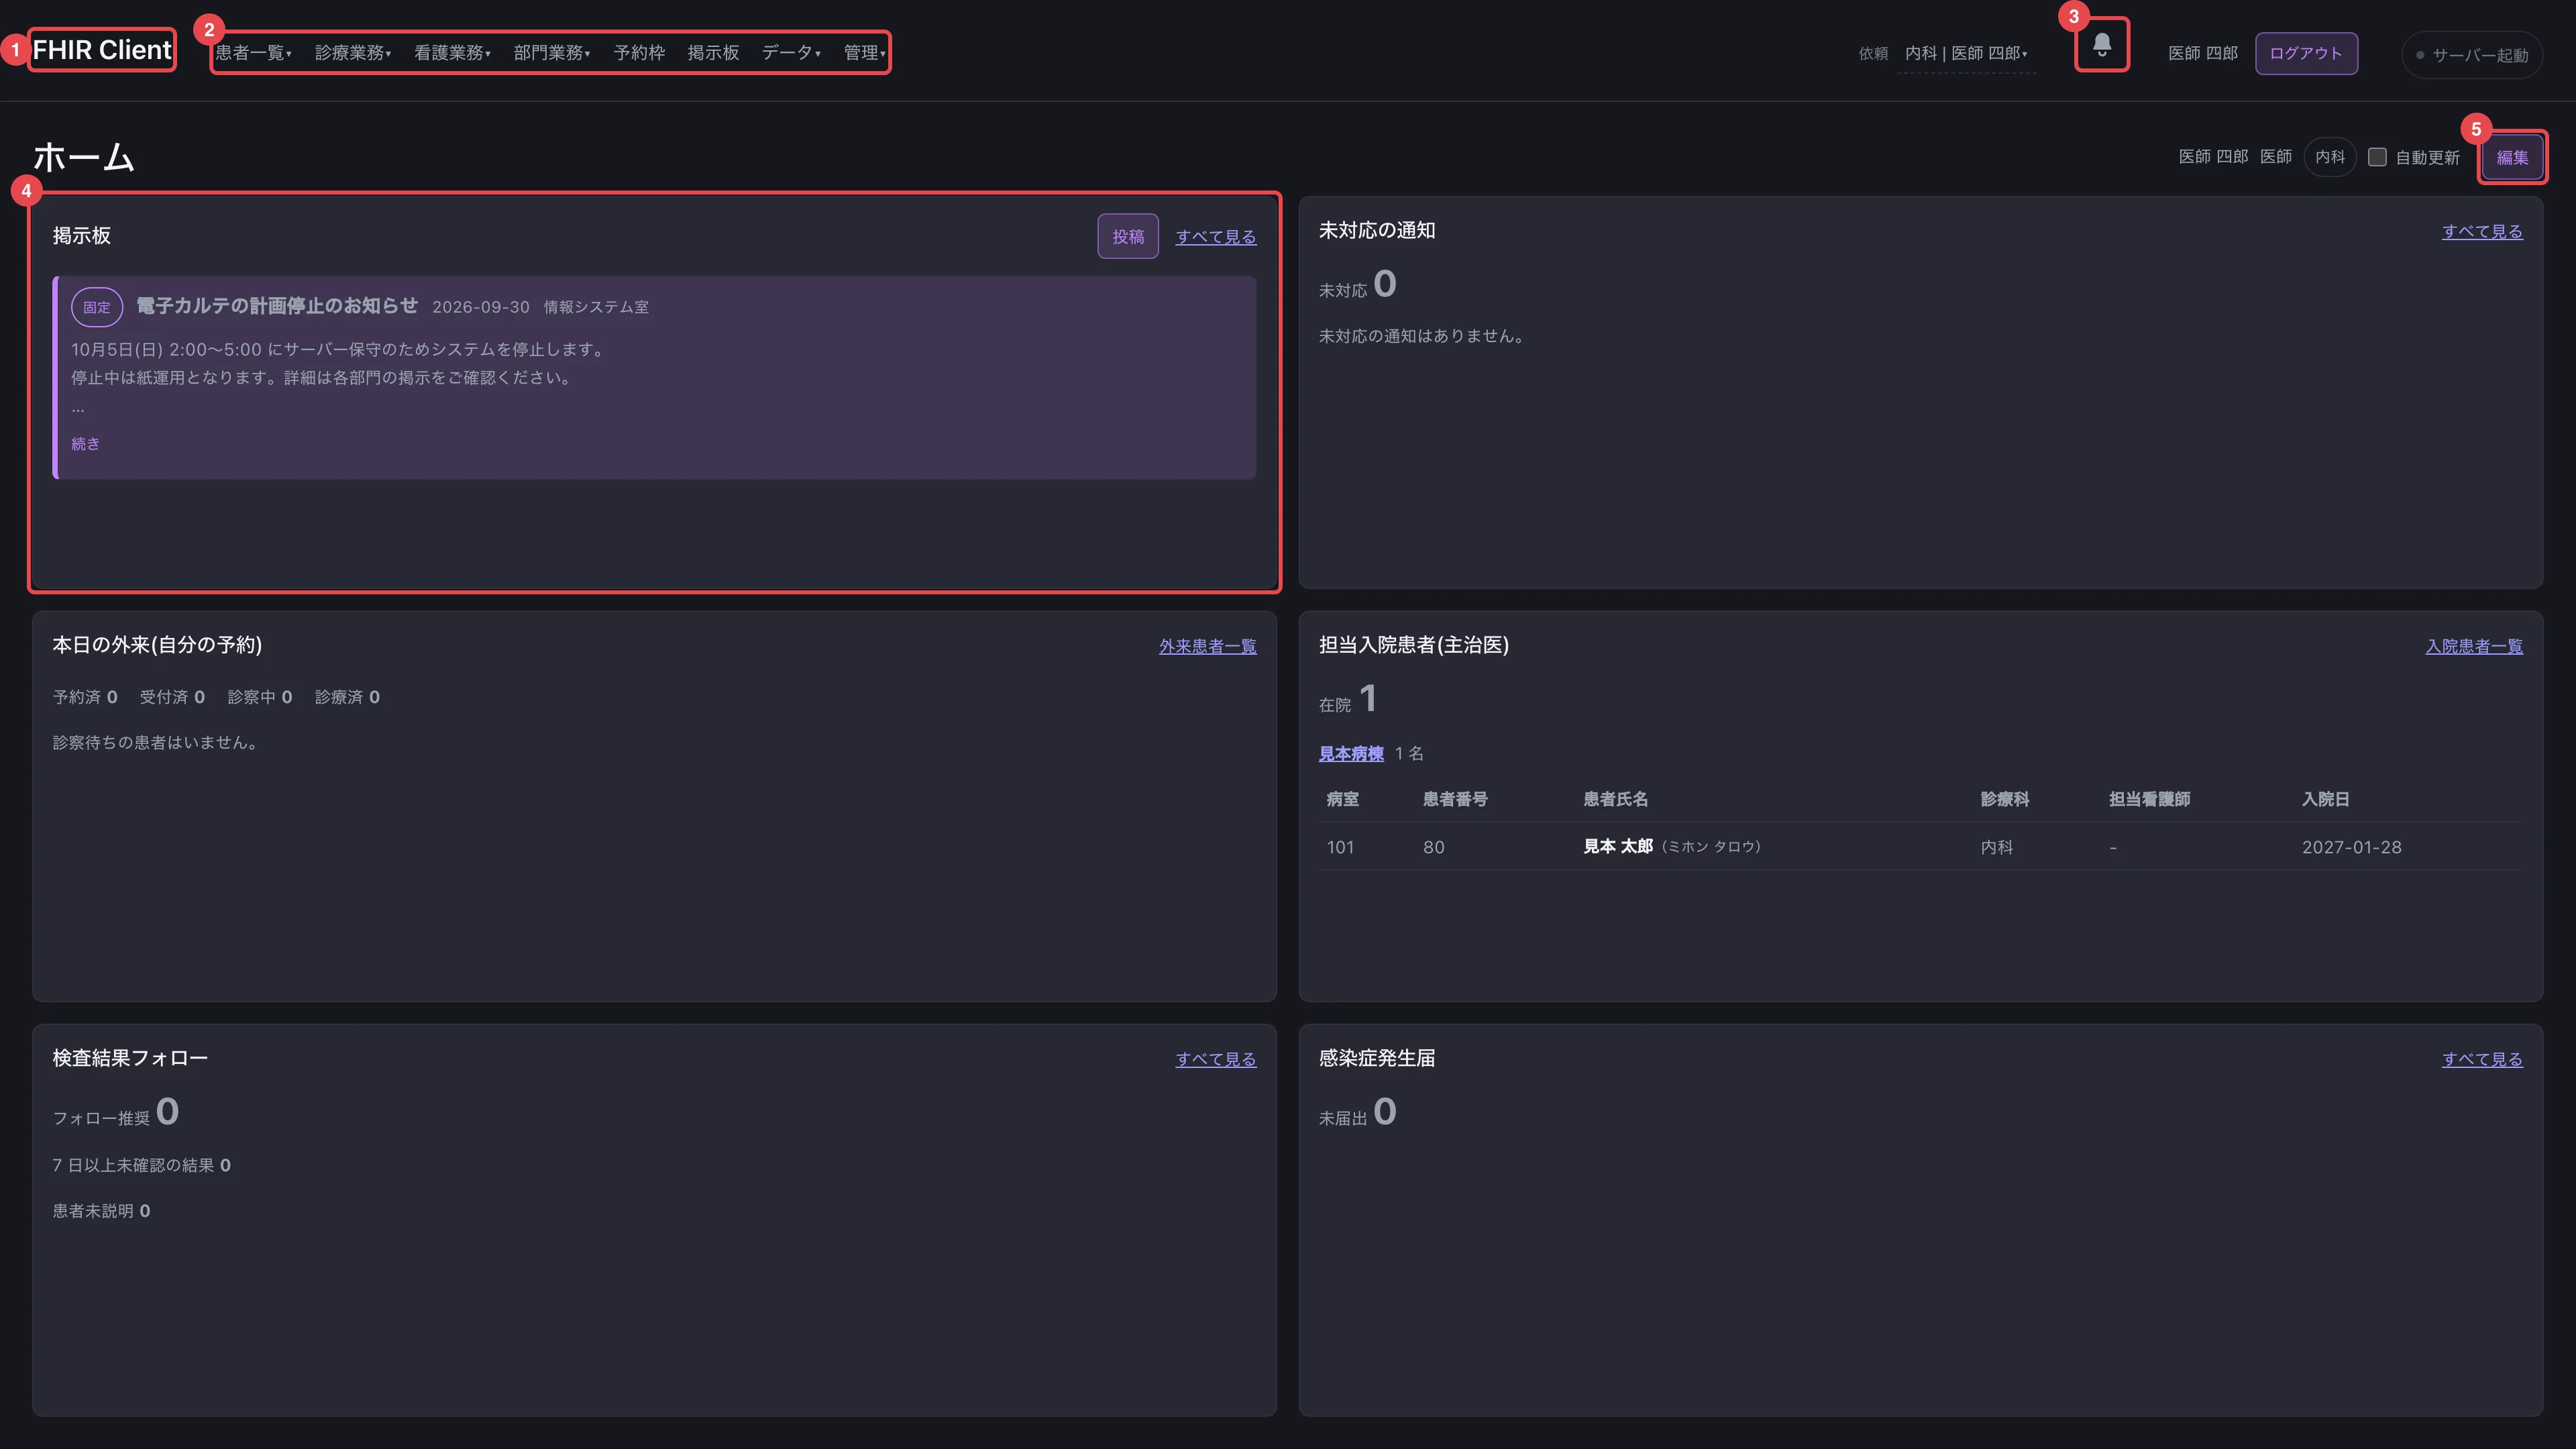 1 FHIR Client
2 患者一覧▾ 診療業務▾ 看護業務▾ 部門業務▾ 予約枠 掲示板 データ▾ 管理▾
依頼 内科 | 医師 四郎▾
3
医師 四郎 ログアウト
サーバー起動
ホーム
医師 四郎 医師 内科 自動更新
5 編集
4
掲示板
投稿 すべて見る
固定 電子カルテの計画停止のお知らせ 2026-09-30 情報システム室
10月5日(日) 2:00〜5:00 にサーバー保守のためシステムを停止します。
停止中は紙運用となります。詳細は各部門の掲示をご確認ください。
...
続き
未対応の通知 すべて見る
未対応 0
未対応の通知はありません。
本日の外来(自分の予約) 外来患者一覧
予約済 0 受付済 0 診察中 0 診療済 0
診察待ちの患者はいません。
担当入院患者(主治医) 入院患者一覧
在院 1
見本病棟 1 名
病室 患者番号 患者氏名 診療科 担当看護師 入院日
101 80 見本 太郎 (ミホン タロウ) 内科 - 2027-01-28
検査結果フォロー すべて見る
フォロー推奨 0
7 日以上未確認の結果 0
患者未説明 0
感染症発生届 すべて見る
未届出 0